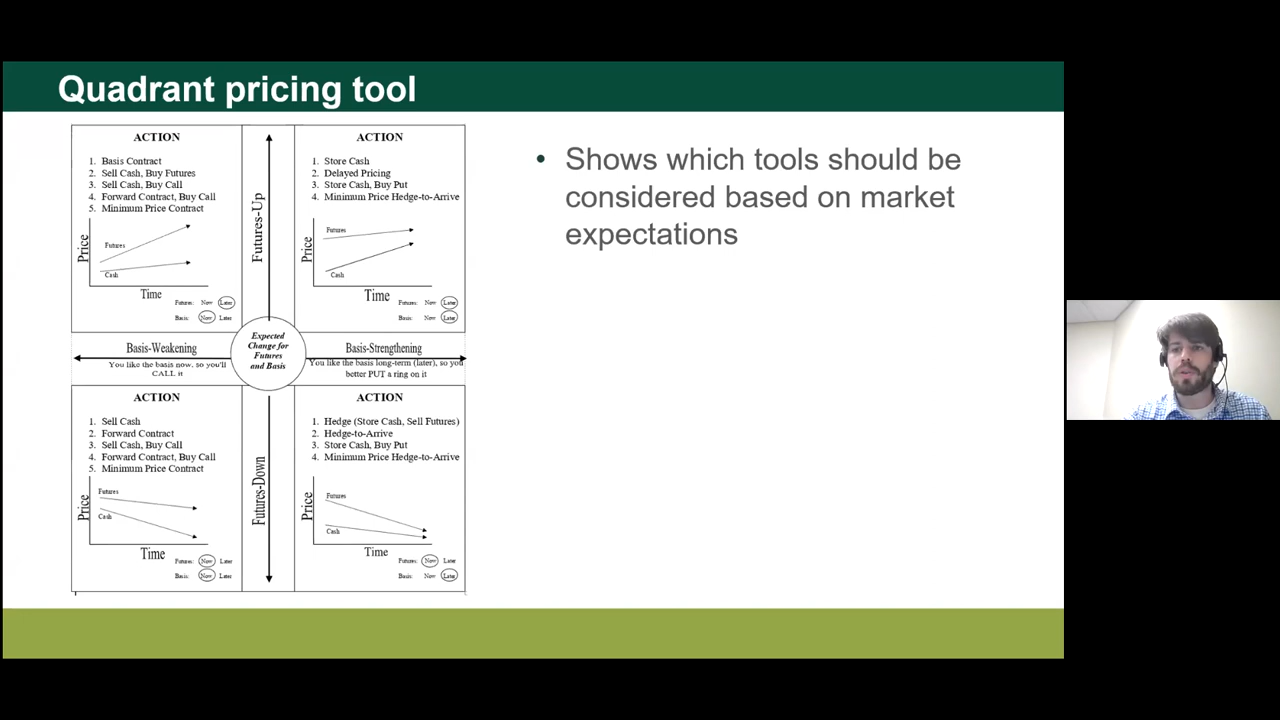 Quadrant pricing tool
ACTION
1. Basis Contract
2. Sell Cash, Buy Futures
3. Sell Cash, Buy Call
4. Forward Contract, Buy Call
5. Minimum Price Contract
Price
Futures
Cash
Time
Futures: Now Later
Basis: Now Later
Futures-Up
ACTION
1. Store Cash
2. Delayed Pricing
3. Store Cash, Buy Put
4. Minimum Price Hedge-to-Arrive
Price
Futures
Cash
Time
Futures: Now Later
Basis: Now Later
Basis-Weakening
You like the basis now, so you'll
CALL it
Expected
Change for
Futures
and Basis
Basis-Strengthening
You like the basis long-term (later), so you
better PUT a ring on it
ACTION
1. Sell Cash
2. Forward Contract
3. Sell Cash, Buy Call
4. Forward Contract, Buy Call
5. Minimum Price Contract
Price
Futures
Cash
Time
Futures: Now Later
Basis: Now Later
Futures-Down
ACTION
1. Hedge (Store Cash, Sell Futures)
2. Hedge-to-Arrive
3. Store Cash, Buy Put
4. Minimum Price Hedge-to-Arrive
Price
Futures
Cash
Time
Futures: Now Later
Basis: Now Later
• Shows which tools should be
considered based on market
expectations